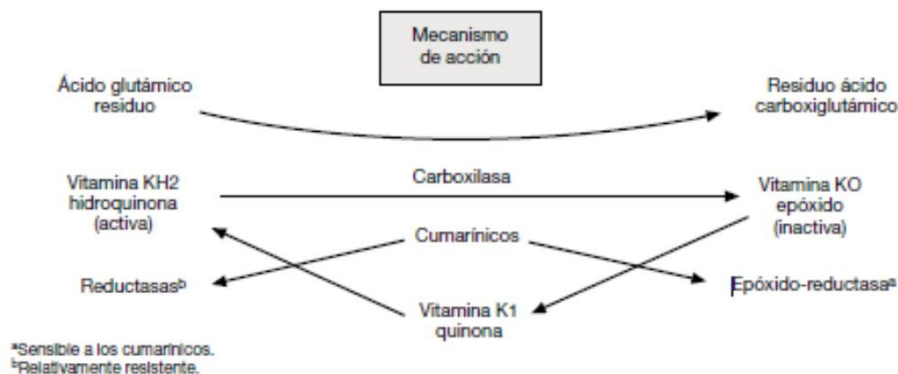 Mecanismo
de acción
Ácido glutámico
residuo
Residuo ácido
carboxiglutámico
Vitamina KH2
hidroquinona
(activa)
Carboxilasa
Vitamina KO
epóxido
(inactiva)
Cumarínicos
Reductasasᵇ
Epóxido-reductasaᵃ
Vitamina K1
quinona
ᵃSensible a los cumarínicos.
ᵇRelativamente resistente.